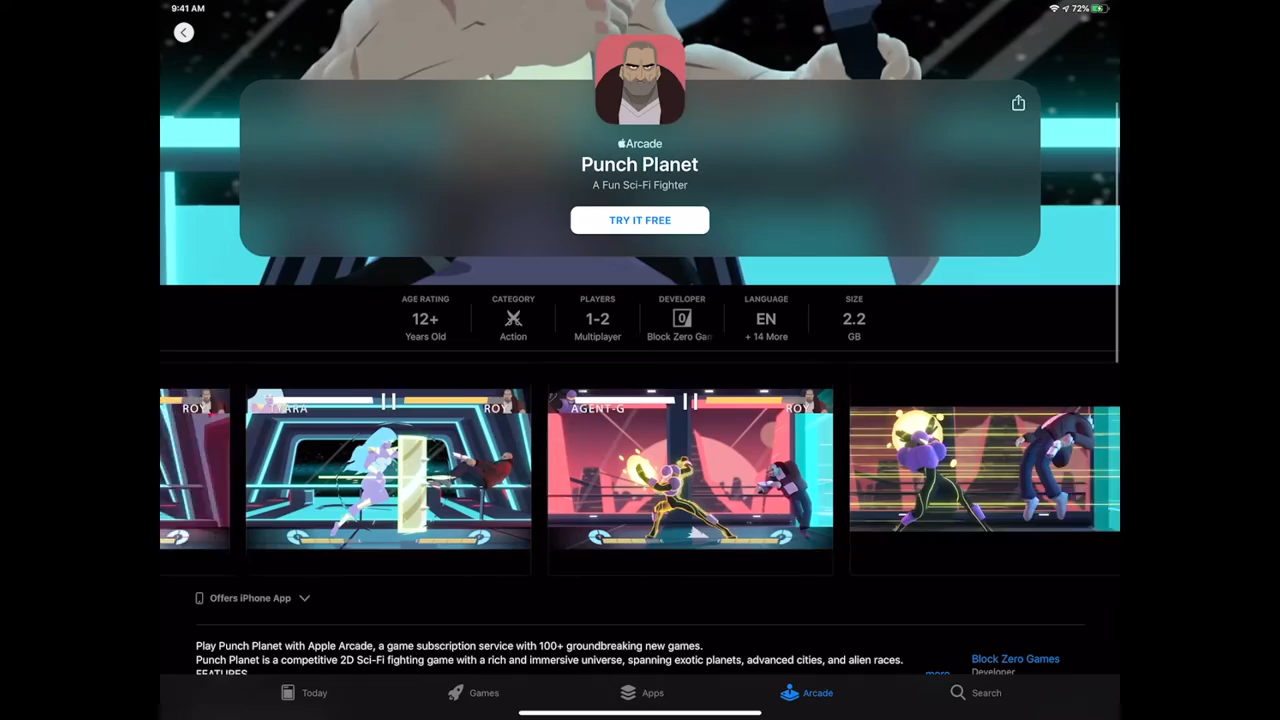 9:41 AM
72%
Arcade
Punch Planet
A Fun Sci-Fi Fighter
TRY IT FREE
AGE RATING
12+
Years Old
CATEGORY
Action
PLAYERS
1-2
Multiplayer
DEVELOPER
Block Zero Gam
LANGUAGE
EN
+ 14 More
SIZE
2.2
GB
ROY
ROY
AGENT-G
ROY
Offers iPhone App
Play Punch Planet with Apple Arcade, a game subscription service with 100+ groundbreaking new games.
Punch Planet is a competitive 2D Sci-Fi fighting game with a rich and immersive universe, spanning exotic planets, advanced cities, and alien races.
FEATURES
more
Block Zero Games
Developer
Today
Games
Apps
Arcade
Search